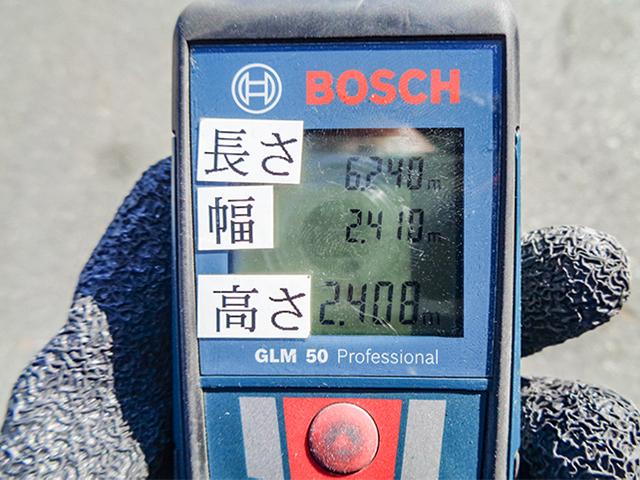 BOSCH
長さ 6.240m
幅 2.410m
高さ 2.408m
GLM 50 Professional